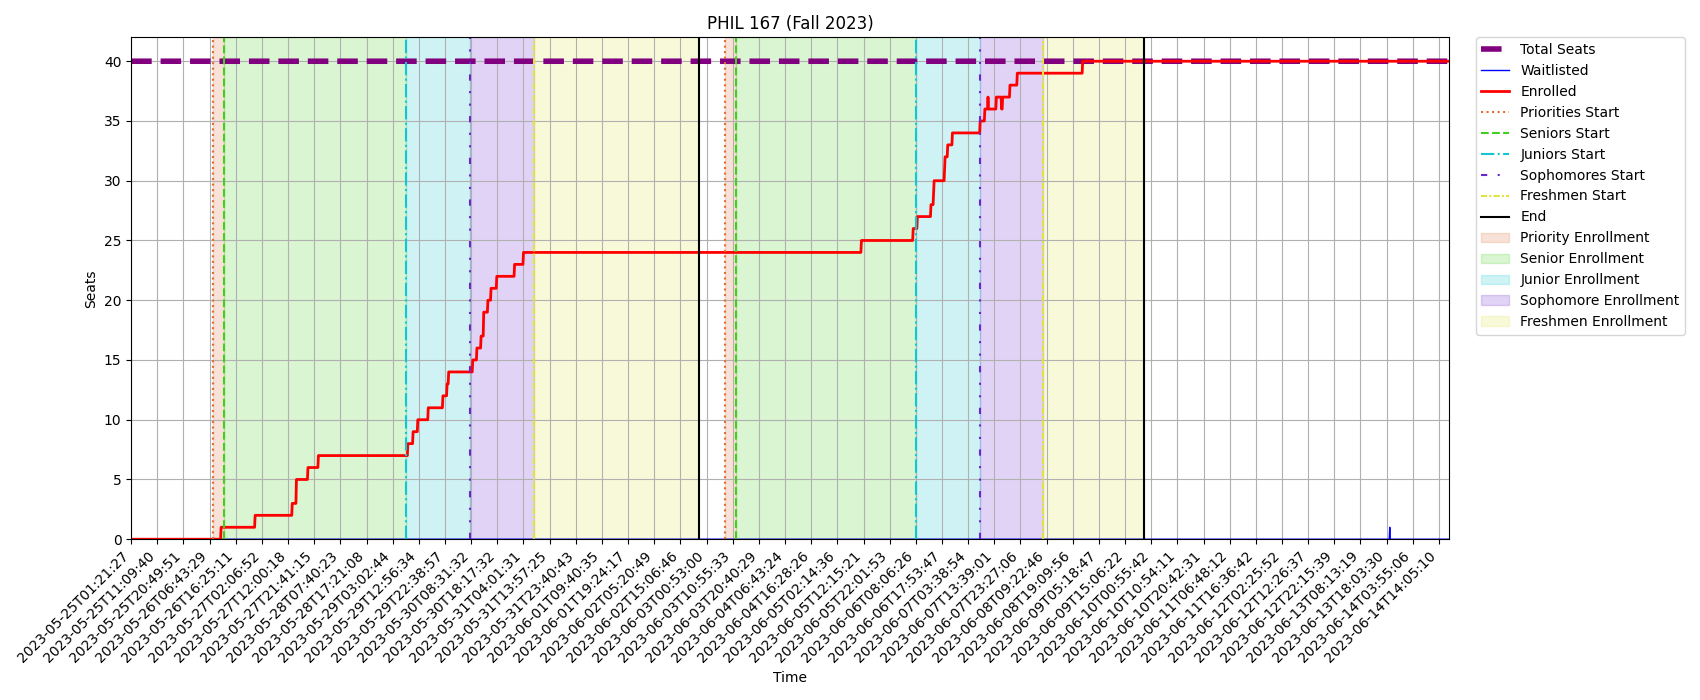 PHIL 167 (Fall 2023)
Seats
40
35
30
25
20
15
10
5
0
2023-05-25T01:21:27
2023-05-25T11:09:40
2023-05-25T20:49:51
2023-05-26T06:43:29
2023-05-26T16:25:11
2023-05-27T02:06:52
2023-05-27T12:00:18
2023-05-27T21:41:15
2023-05-28T07:40:23
2023-05-28T17:21:08
2023-05-29T03:02:44
2023-05-29T12:56:34
2023-05-29T22:38:57
2023-05-30T08:31:32
2023-05-30T18:17:32
2023-05-31T04:01:31
2023-05-31T13:57:25
2023-05-31T23:40:43
2023-06-01T09:40:35
2023-06-01T19:24:17
2023-06-02T05:20:49
2023-06-02T15:06:46
2023-06-03T00:53:00
2023-06-03T10:55:33
2023-06-03T20:40:29
2023-06-04T06:43:24
2023-06-04T16:28:26
2023-06-05T02:14:36
2023-06-05T12:15:21
2023-06-05T22:01:53
2023-06-06T08:06:26
2023-06-06T17:53:47
2023-06-07T03:38:54
2023-06-07T13:39:01
2023-06-07T23:27:06
2023-06-08T09:22:46
2023-06-08T19:09:56
2023-06-09T05:18:47
2023-06-09T15:06:22
2023-06-10T00:55:42
2023-06-10T10:54:11
2023-06-10T20:42:31
2023-06-11T06:48:12
2023-06-11T16:36:42
2023-06-12T02:25:52
2023-06-12T12:26:37
2023-06-12T22:15:39
2023-06-13T08:13:19
2023-06-13T18:03:30
2023-06-14T03:55:06
2023-06-14T14:05:10
Time
Total Seats
Waitlisted
Enrolled
Priorities Start
Seniors Start
Juniors Start
Sophomores Start
Freshmen Start
End
Priority Enrollment
Senior Enrollment
Junior Enrollment
Sophomore Enrollment
Freshmen Enrollment